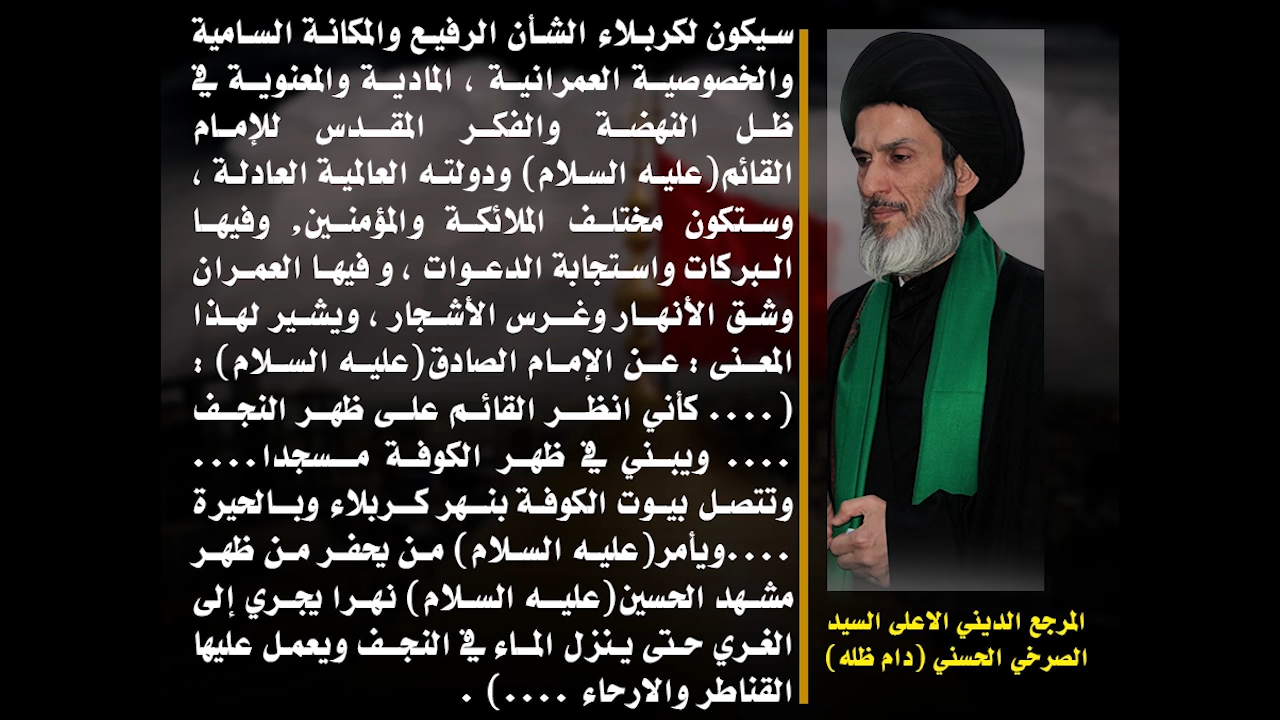 سيكون لكربلاء الشأن الرفيع والمكانة السامية
والخصوصية العمرانية ، المادية والمعنوية في
ظل النهضة والفكر المقدس للإمام
القائم(عليه السلام) ودولته العالمية العادلة ،
وستكون مختلف الملائكة والمؤمنين, وفيها
البركات واستجابة الدعوات ، و فيها العمران
وشق الأنهار وغرس الأشجار ، ويشير لهذا
المعنى : عن الإمام الصادق(عليه السلام) :
(.... كأني انظر القائم على ظهر النجف
.... ويبني في ظهر الكوفة مسجدا....
وتتصل بيوت الكوفة بنهر كربلاء وبالحيرة
....ويأمر(عليه السلام) من يحفر من ظهر
مشهد الحسين(عليه السلام) نهرا يجري إلى
الغري حتى ينزل الماء في النجف ويعمل عليها
القناطر والارحاء ....) .
المرجع الديني الاعلى السيد
الصرخي الحسني (دام ظله)